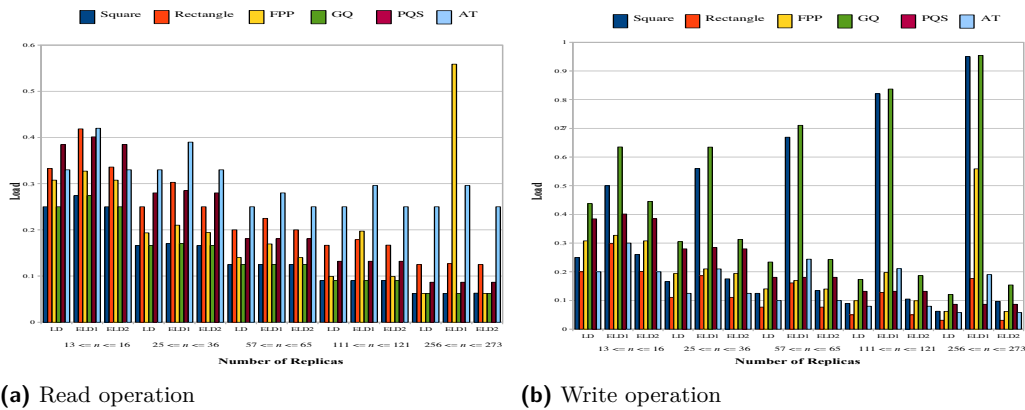 Square Rectangle FPP GQ PQS AT
0.6
0.5
0.4
0.3
0.2
0.1
0
Load
LD ELD1 ELD2 LD ELD1 ELD2 LD ELD1 ELD2 LD ELD1 ELD2 LD ELD1 ELD2
13 <= n <= 16 25 <= n <= 36 57 <= n <= 65 111 <= n <= 121 256 <= n <= 273
Number of Replicas
(a) Read operation
Square Rectangle FPP GQ PQS AT
1
0.9
0.8
0.7
0.6
0.5
0.4
0.3
0.2
0.1
0
Load
LD ELD1 ELD2 LD ELD1 ELD2 LD ELD1 ELD2 LD ELD1 ELD2 LD ELD1 ELD2
13 <= n <= 16 25 <= n <= 36 57 <= n <= 65 111 <= n <= 121 256 <= n <= 273
Number of Replicas
(b) Write operation